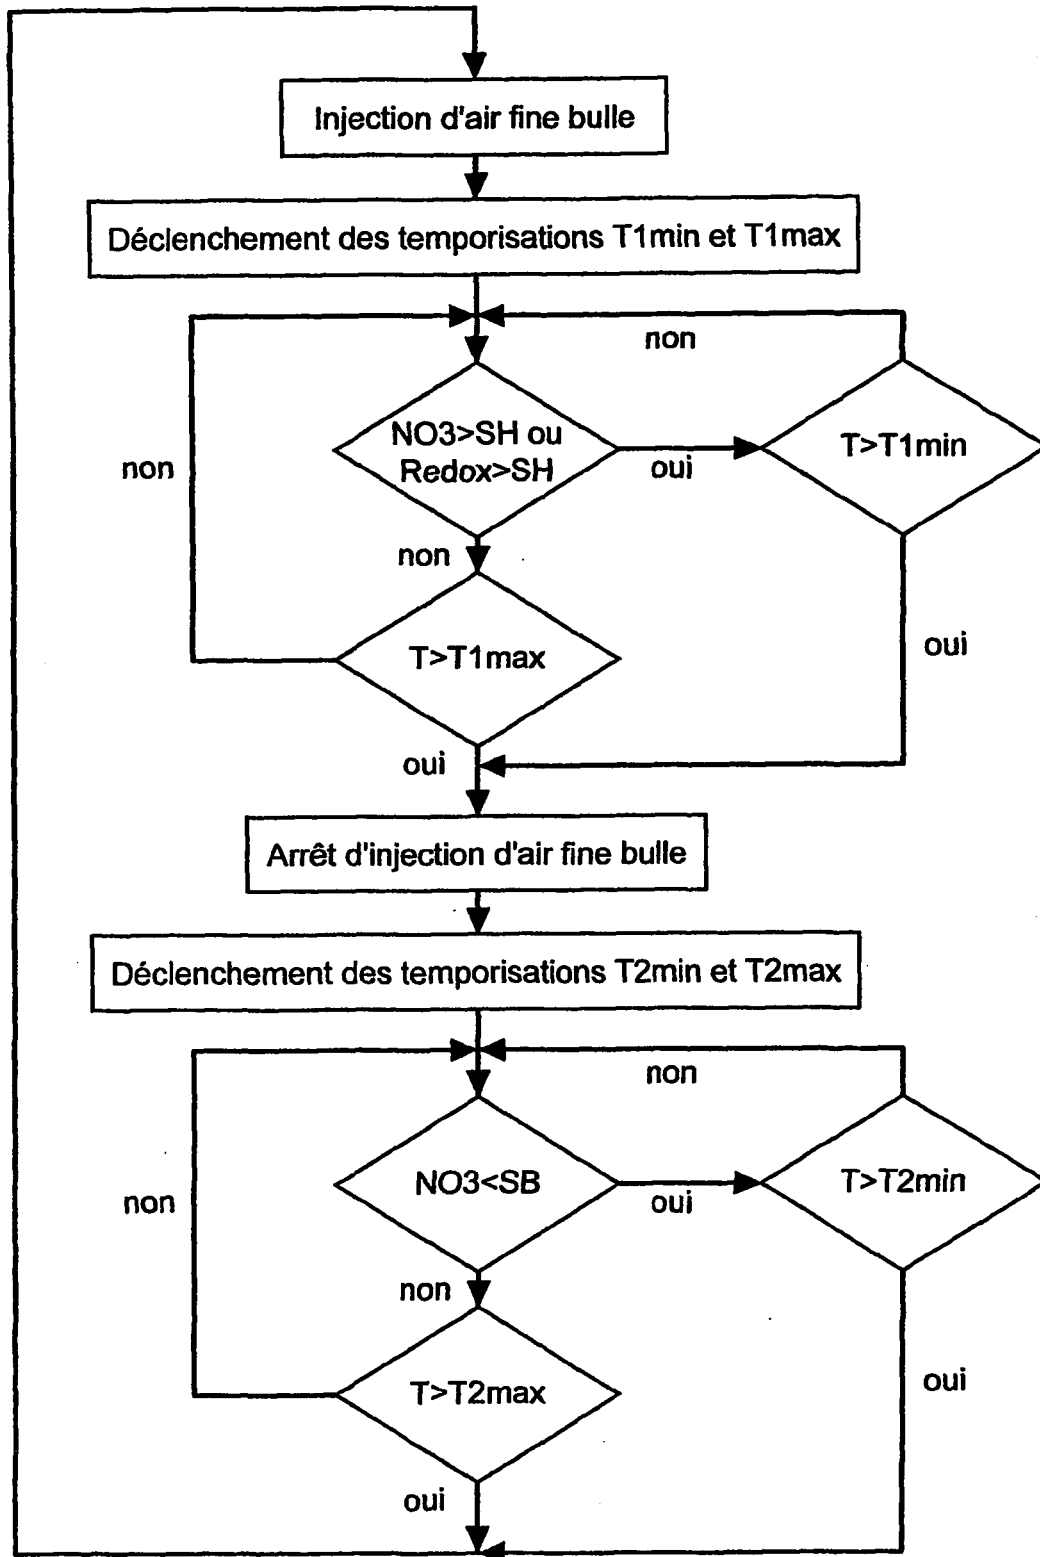 Injection d'air fine bulle
Déclenchement des temporisations T1min et T1max
non
NO3>SH ou
Redox>SH
oui
T>T1min
non
non
T>T1max
oui
oui
Arrêt d'injection d'air fine bulle
Déclenchement des temporisations T2min et T2max
non
NO3<SB
oui
T>T2min
non
non
T>T2max
oui
oui